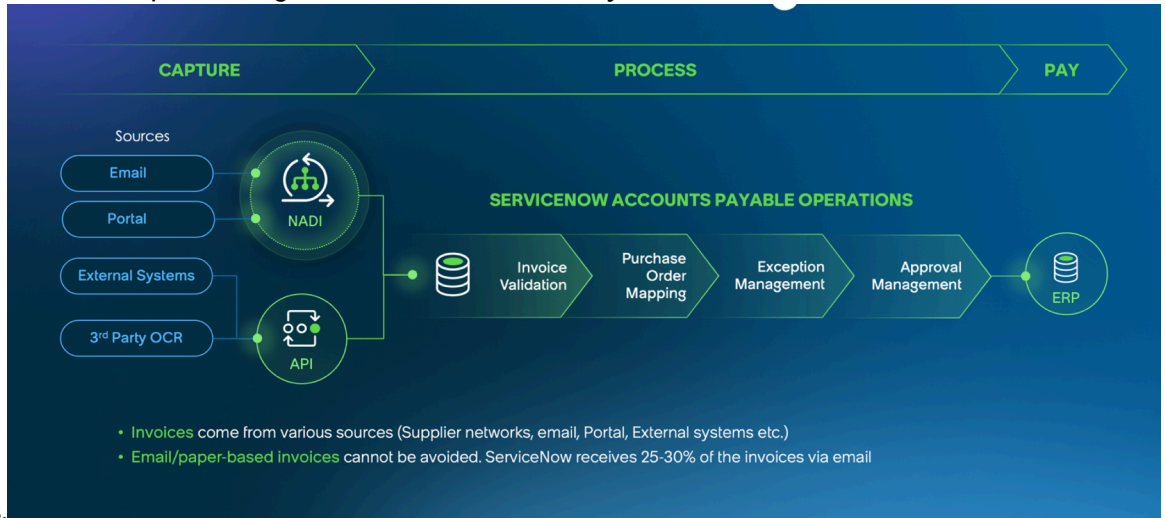 CAPTURE
PROCESS
PAY
Sources
Email
Portal
External Systems
3rd Party OCR
NADI
API
SERVICENOW ACCOUNTS PAYABLE OPERATIONS
Invoice
Validation
Purchase
Order
Mapping
Exception
Management
Approval
Management
ERP
• Invoices come from various sources (Supplier networks, email, Portal, External systems etc.)
• Email/paper-based invoices cannot be avoided. ServiceNow receives 25-30% of the invoices via email